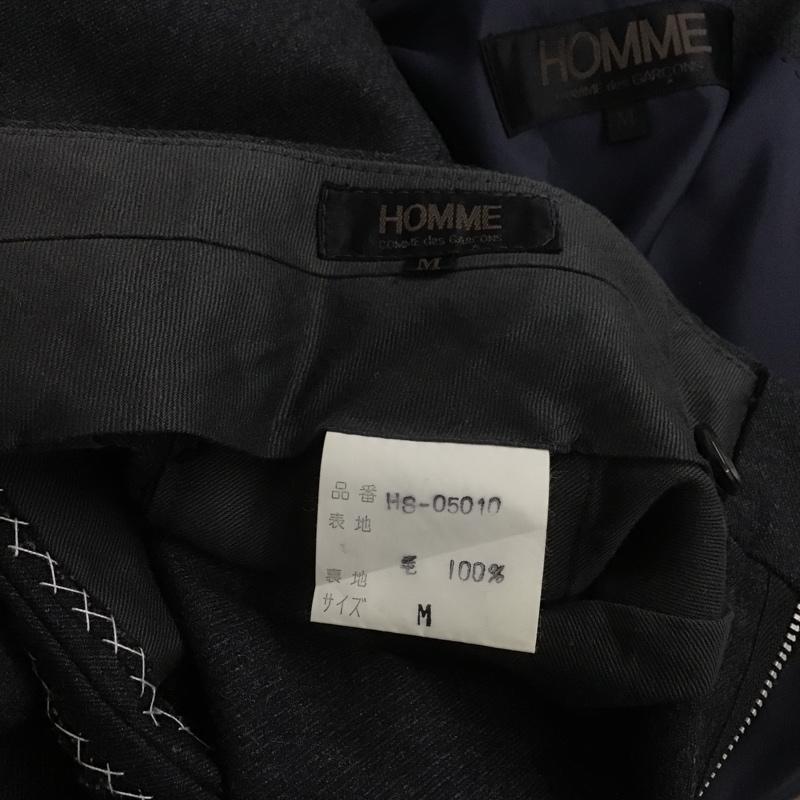 HOMME
COMME des GARÇONS
M
HOMME
COMME des GARÇONS
M
品番 HS-05010
表地
毛 100%
裏地
サイズ M